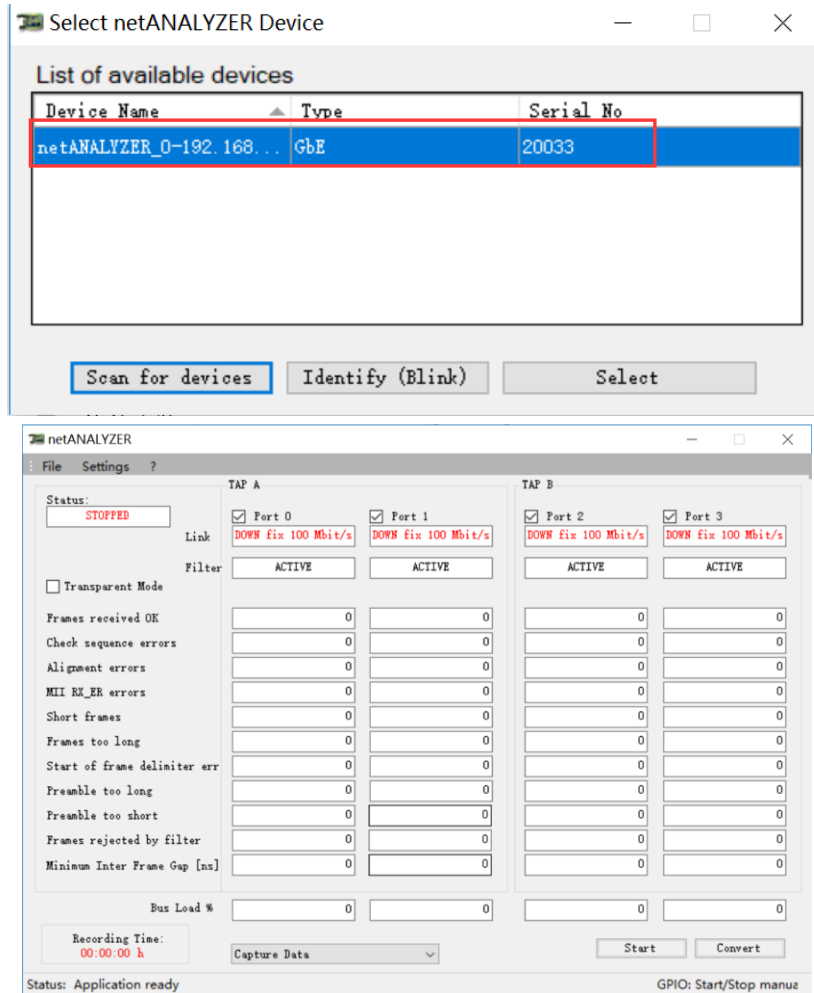 Select netANALYZER Device
List of available devices
Device Name Type Serial No
netANALYZER_0-192.168... GbE 20033
Scan for devices Identify (Blink) Select
netANALYZER
File Settings ?
TAP A TAP B
Status:
STOPPED
Port 0 Port 1 Port 2 Port 3
Link DOWN fix 100 Mbit/s DOWN fix 100 Mbit/s DOWN fix 100 Mbit/s DOWN fix 100 Mbit/s
Filter ACTIVE ACTIVE ACTIVE ACTIVE
Transparent Mode
Frames received OK 0 0 0 0
Check sequence errors 0 0 0 0
Alignment errors 0 0 0 0
MII RX_ER errors 0 0 0 0
Short frames 0 0 0 0
Frames too long 0 0 0 0
Start of frame delimiter err 0 0 0 0
Preamble too long 0 0 0 0
Preamble too short 0 0 0 0
Frames rejected by filter 0 0 0 0
Minimum Inter Frame Gap [ns] 0 0 0 0
Bus Load % 0 0 0 0
Recording Time:
00:00:00 h
Capture Data Start Convert
Status: Application ready GPIO: Start/Stop manua